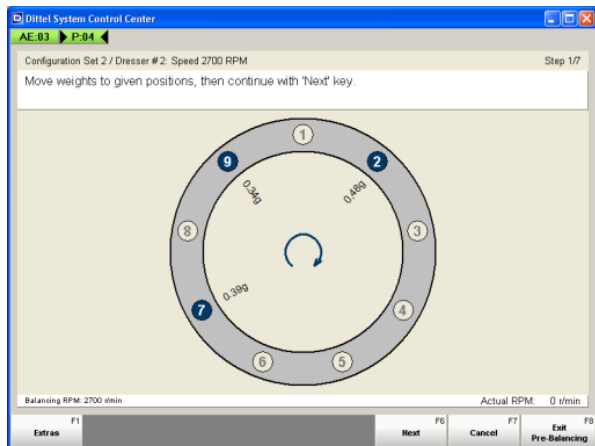 Dittel System Control Center
AE:03 P:04
Configuration Set 2 / Dresser #2: Speed 2700 RPM Step 1/7
Move weights to given positions, then continue with 'Next' key.
1
9 2
0.34g 0.48g
8 3
0.39g
7 4
6 5
Balancing RPM: 2700 r/min Actual RPM: 0 r/min
F1 F6 F7 F8
Extras Next Cancel Exit
Pre-Balancing